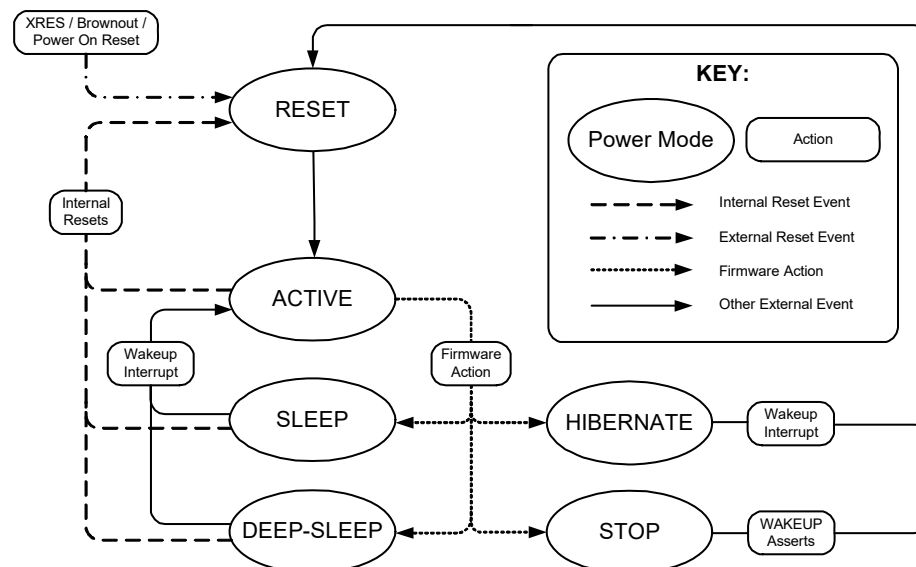 XRES / Brownout /
Power On Reset
RESET
KEY:
Power Mode
Action
Internal
Resets
Internal Reset Event
External Reset Event
Firmware Action
Other External Event
ACTIVE
Wakeup
Interrupt
Firmware
Action
SLEEP
HIBERNATE
Wakeup
Interrupt
DEEP-SLEEP
STOP
WAKEUP
Asserts